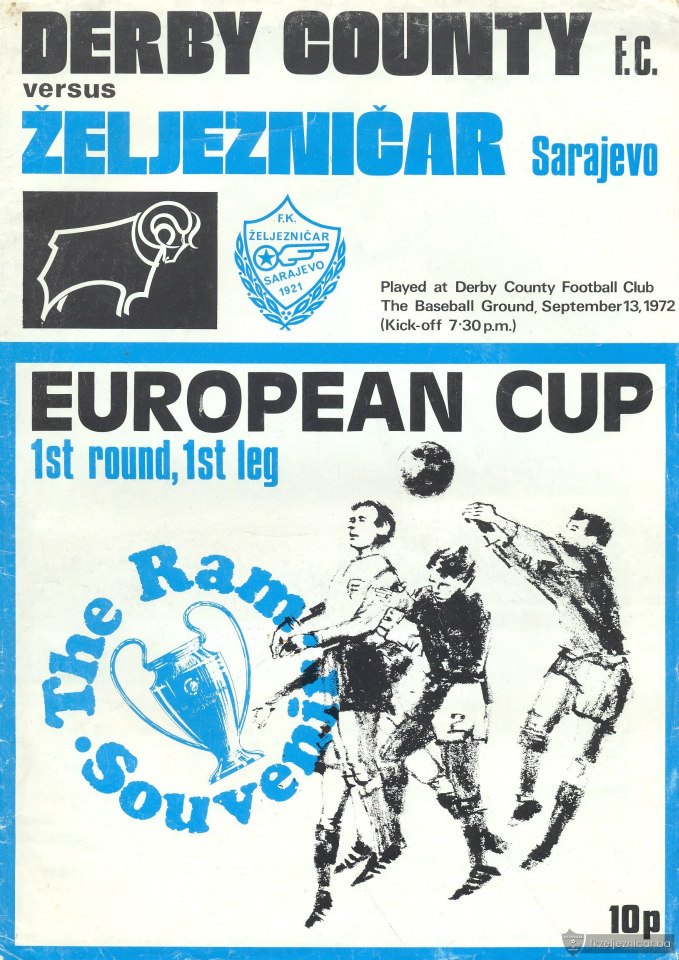 DERBY COUNTY F.C.
versus
ŽELJEZNIČAR Sarajevo
F.K.
ŽELJEZNIČAR
SARAJEVO
1921
Played at Derby County Football Club
The Baseball Ground, September 13, 1972
(Kick-off 7·30 p.m.)
EUROPEAN CUP
1st round, 1st leg
The Ram
Souvenir
2
10p
fkzeljeznicar.ba